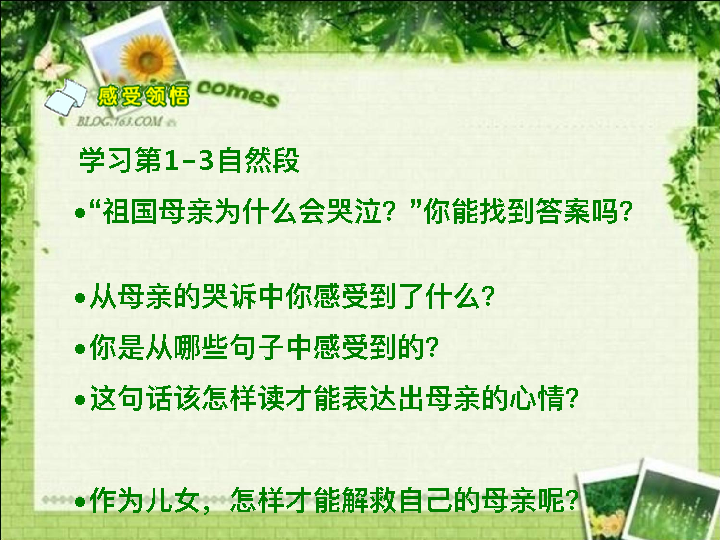 comes
感受领悟
BLOG.163.COM
学习第1-3自然段
•“祖国母亲为什么会哭泣？”你能找到答案吗？
•从母亲的哭诉中你感受到了什么？
•你是从哪些句子中感受到的？
•这句话该怎样读才能表达出母亲的心情？
•作为儿女，怎样才能解救自己的母亲呢？